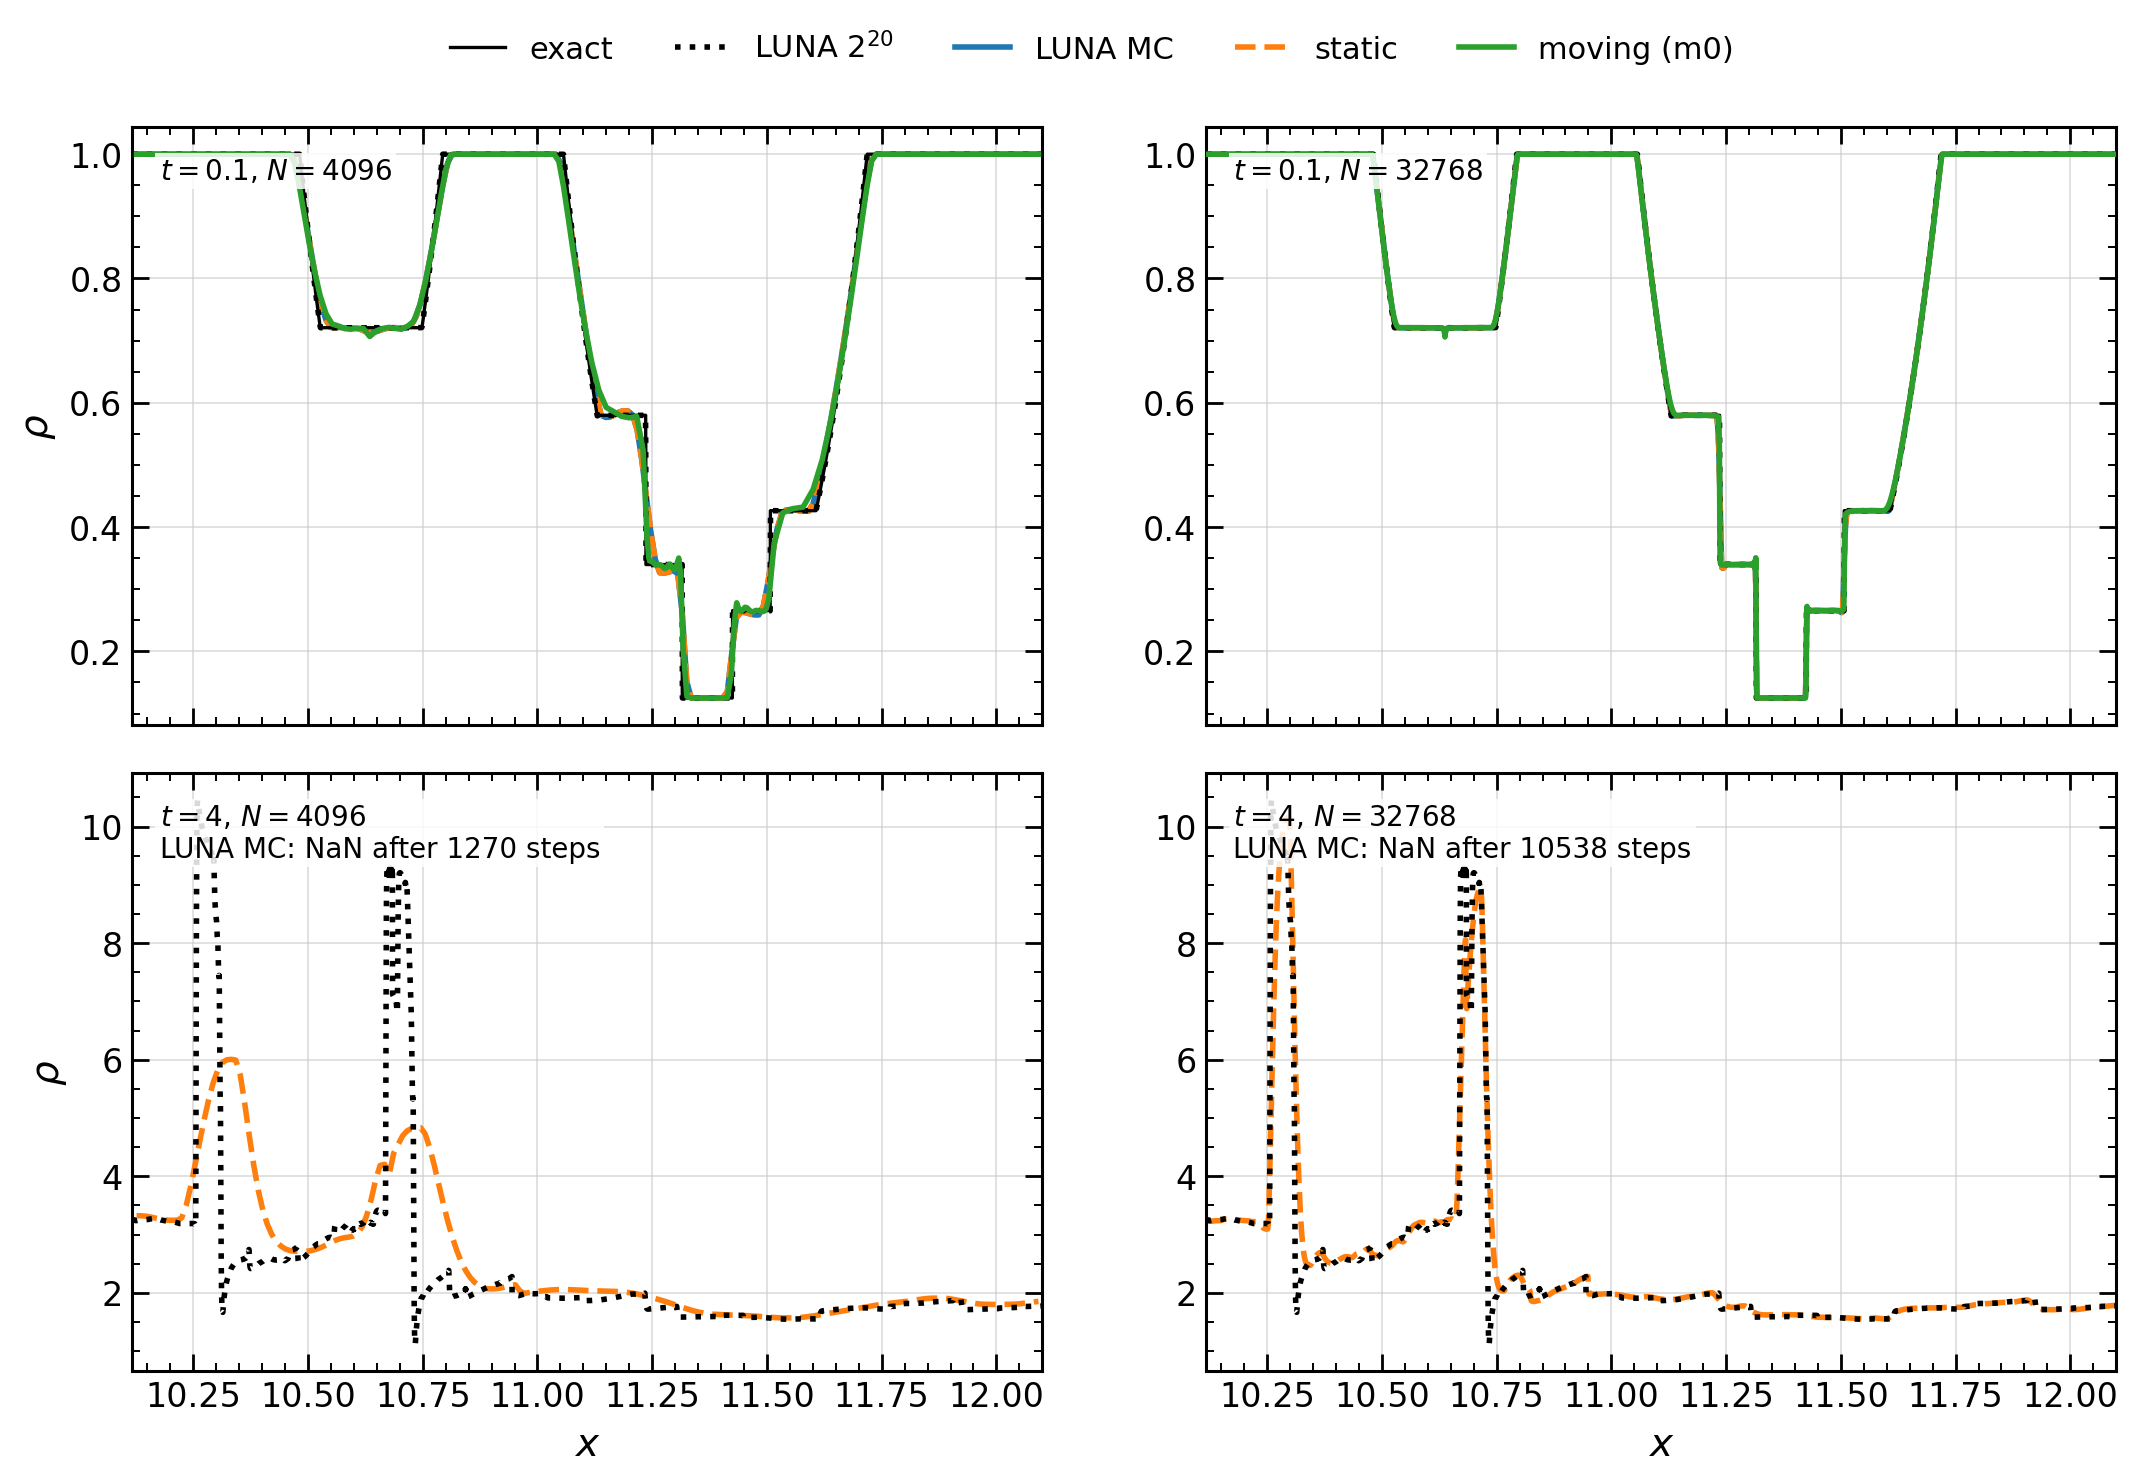 exact LUNA 2²⁰ LUNA MC static moving (m0)
t = 0.1, N = 4096
1.0
0.8
0.6
0.4
0.2
ρ
t = 0.1, N = 32768
1.0
0.8
0.6
0.4
0.2
t = 4, N = 4096
LUNA MC: NaN after 1270 steps
10
8
6
4
2
ρ
10.25 10.50 10.75 11.00 11.25 11.50 11.75 12.00
x
t = 4, N = 32768
LUNA MC: NaN after 10538 steps
10
8
6
4
2
10.25 10.50 10.75 11.00 11.25 11.50 11.75 12.00
x